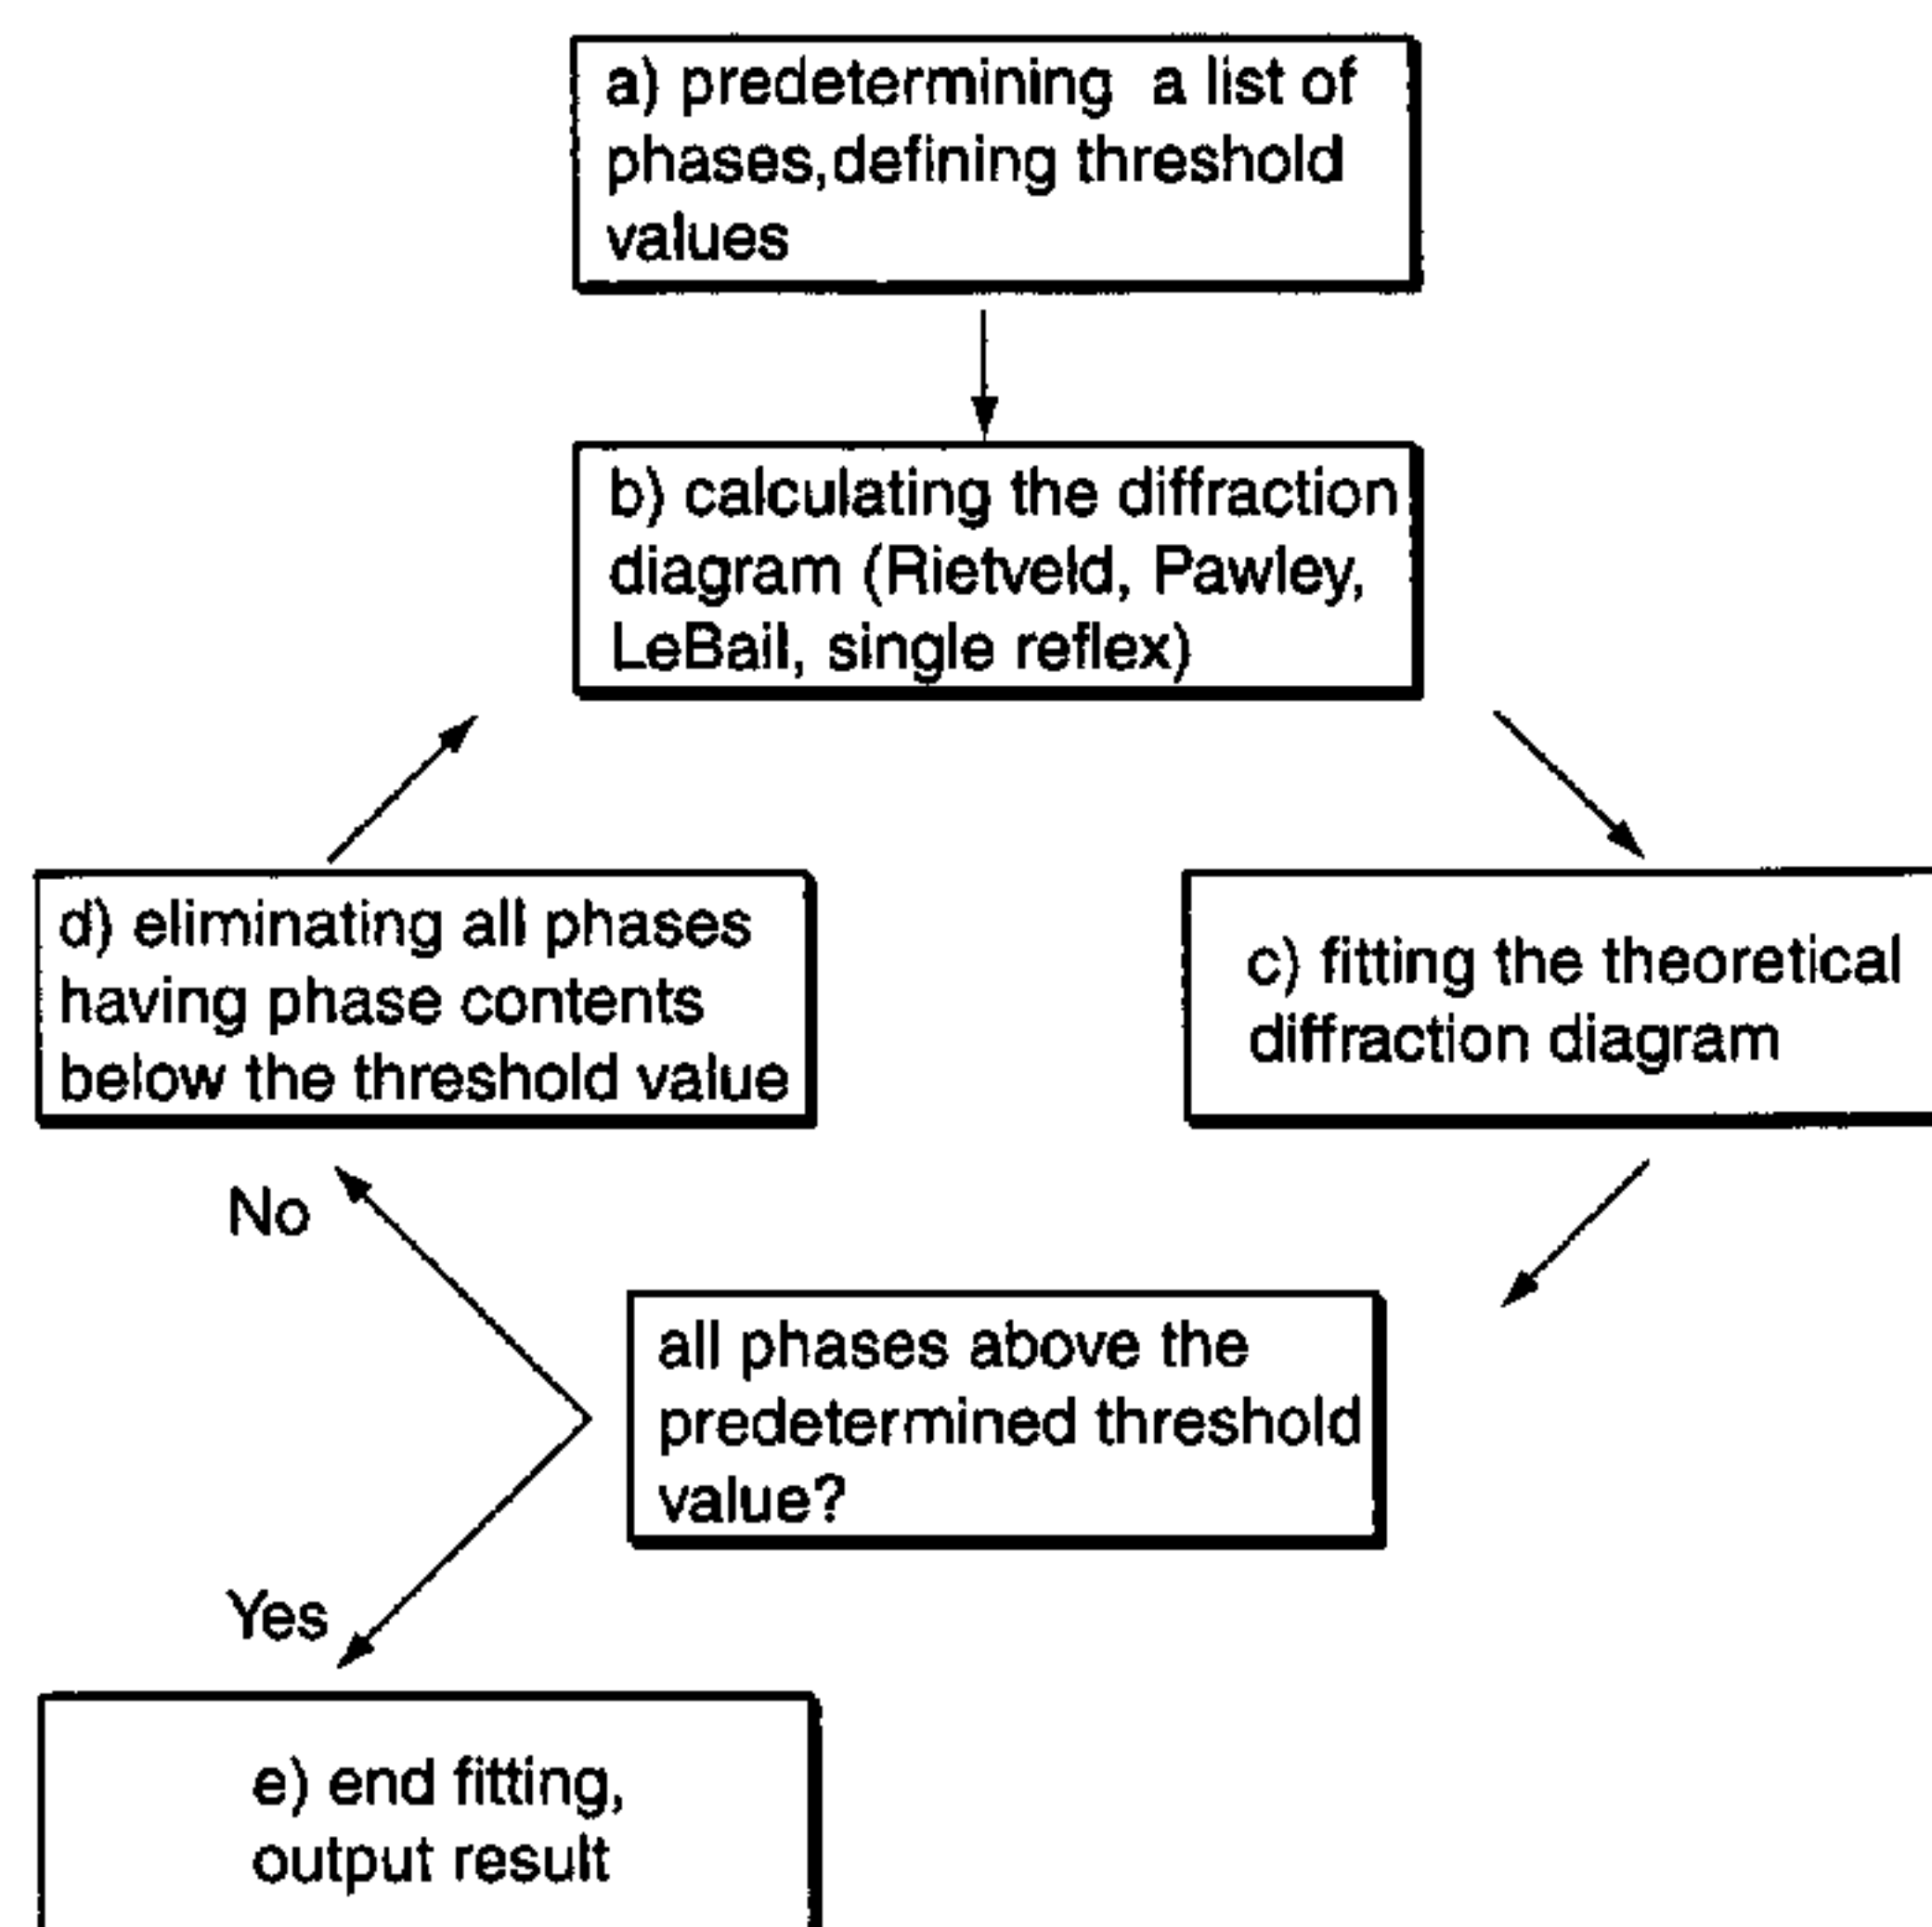 a) predetermining a list of
phases,defining threshold
values
b) calculating the diffraction
diagram (Rietveld, Pawley,
LeBail, single reflex)
d) eliminating all phases
having phase contents
below the threshold value
c) fitting the theoretical
diffraction diagram
No
all phases above the
predetermined threshold
value?
Yes
e) end fitting,
output result